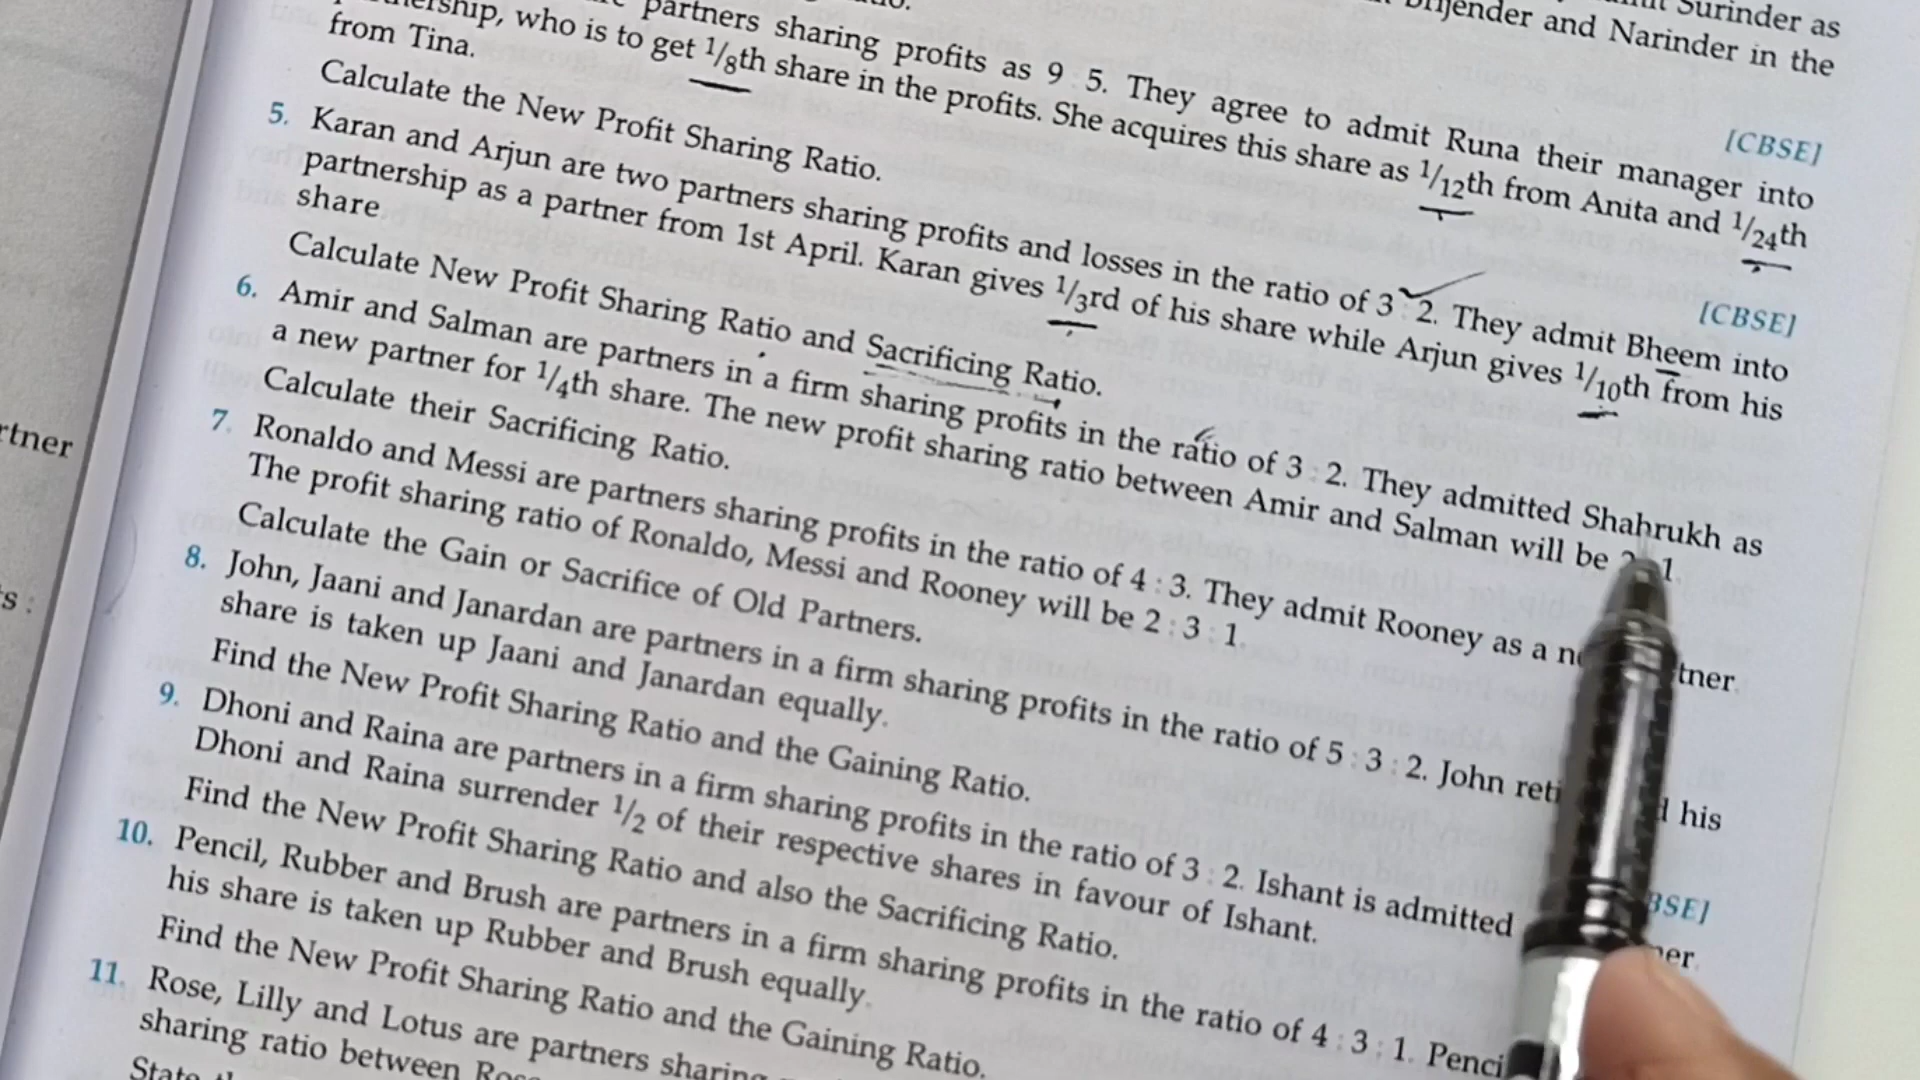 Surinder as
and Narinder in the
[CBSE]
partners sharing profits as 9 : 5. They agree to admit Runa their manager into
who is to get 1/8th share in the profits. She acquires this share as 1/12th from Anita and 1/24th
from Tina.
Calculate the New Profit Sharing Ratio.
[CBSE]
5. Karan and Arjun are two partners sharing profits and losses in the ratio of 3 : 2. They admit Bheem into
partnership as a partner from 1st April. Karan gives 1/3rd of his share while Arjun gives 1/10th from his
share
Calculate New Profit Sharing Ratio and Sacrificing Ratio.
6. Amir and Salman are partners in a firm sharing profits in the ratio of 3 : 2. They admitted Shahrukh as
a new partner for 1/4th share. The new profit sharing ratio between Amir and Salman will be 1.
Calculate their Sacrificing Ratio.
7. Ronaldo and Messi are partners sharing profits in the ratio of 4 : 3. They admit Rooney as a
The profit sharing ratio of Ronaldo, Messi and Rooney will be 2 : 3 : 1.
Calculate the Gain or Sacrifice of Old Partners.
8. John, Jaani and Janardan are partners in a firm sharing profits in the ratio of 5 : 3 : 2. John his
share is taken up Jaani and Janardan equally.
Find the New Profit Sharing Ratio and the Gaining Ratio.
9. Dhoni and Raina are partners in a firm sharing profits in the ratio of 3 : 2. Ishant is admitted
Dhoni and Raina surrender 1/2 of their respective shares in favour of Ishant.
Find the New Profit Sharing Ratio and also the Sacrificing Ratio.
10. Pencil, Rubber and Brush are partners in a firm sharing profits in the ratio of 4 : 3 : 1.
his share is taken up Rubber and Brush equally.
Find the New Profit Sharing Ratio and the Gaining Ratio.
11. Rose, Lilly and Lotus are partners
sharing ratio between